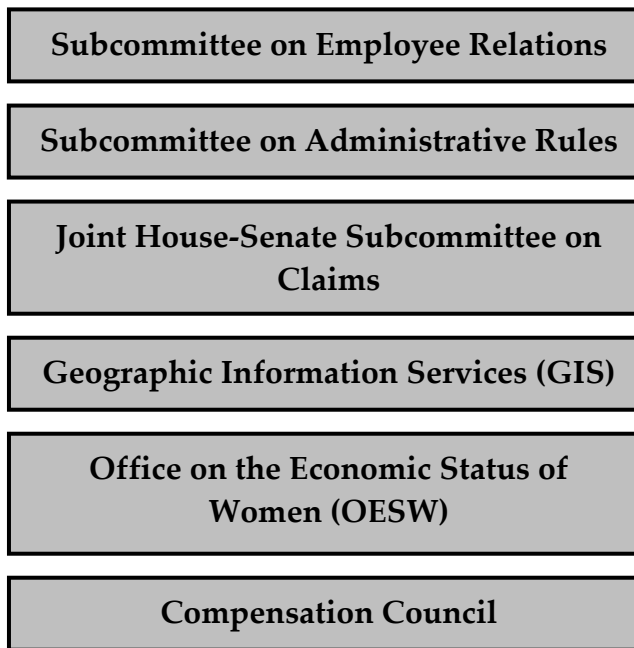 Subcommittee on Employee Relations
Subcommittee on Administrative Rules
Joint House-Senate Subcommittee on
Claims
Geographic Information Services (GIS)
Office on the Economic Status of
Women (OESW)
Compensation Council